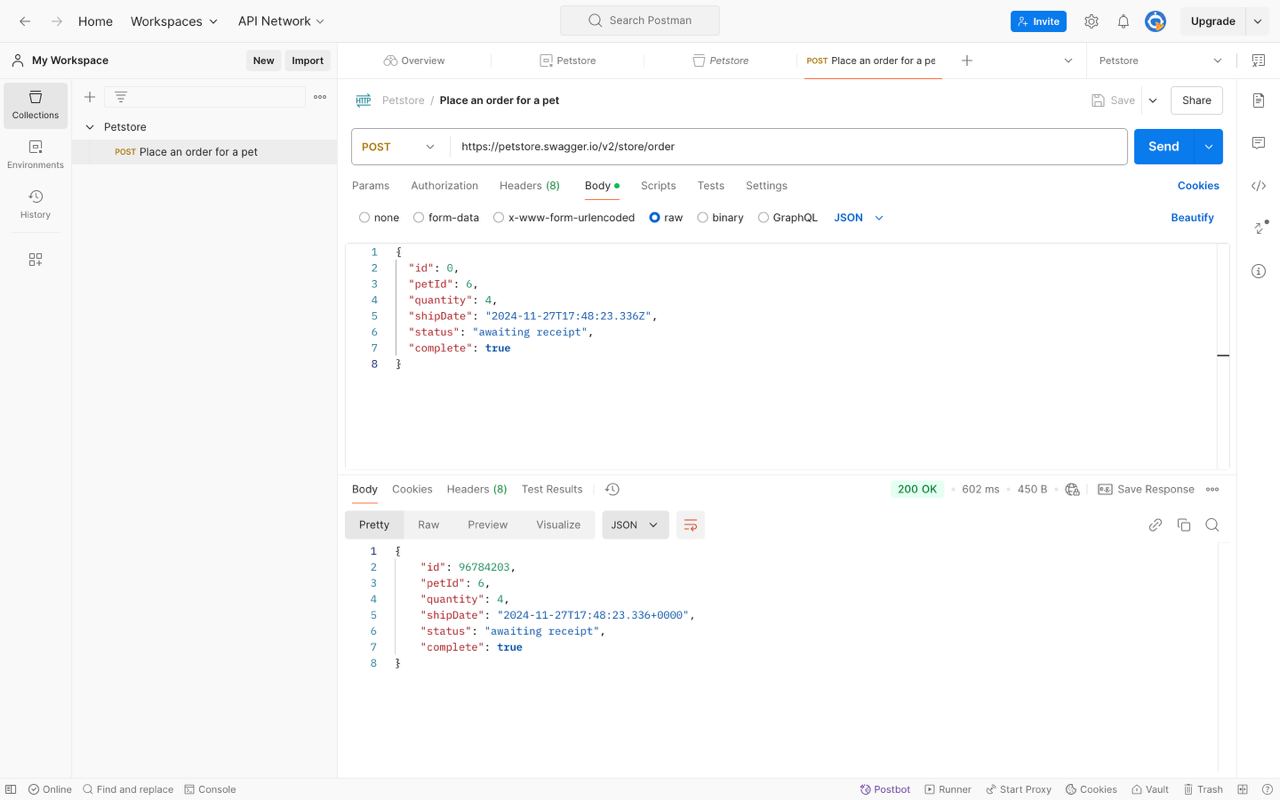 Home
Workspaces
API Network
Search Postman
Invite
Upgrade
My Workspace
New
Import
Overview
Petstore
Petstore
POST Place an order for a pe
Petstore
Collections
Environments
History
Petstore
POST Place an order for a pet
HTTP
Petstore / Place an order for a pet
Save
Share
POST
https://petstore.swagger.io/v2/store/order
Send
Params
Authorization
Headers (8)
Body
Scripts
Tests
Settings
Cookies
none
form-data
x-www-form-urlencoded
raw
binary
GraphQL
JSON
Beautify
1 {
2 "id": 0,
3 "petId": 6,
4 "quantity": 4,
5 "shipDate": "2024-11-27T17:48:23.336Z",
6 "status": "awaiting receipt",
7 "complete": true
8 }
Body
Cookies
Headers (8)
Test Results
200 OK
602 ms
450 B
Save Response
Pretty
Raw
Preview
Visualize
JSON
1 {
2 "id": 96784203,
3 "petId": 6,
4 "quantity": 4,
5 "shipDate": "2024-11-27T17:48:23.336+0000",
6 "status": "awaiting receipt",
7 "complete": true
8 }
Online
Find and replace
Console
Postbot
Runner
Start Proxy
Cookies
Vault
Trash